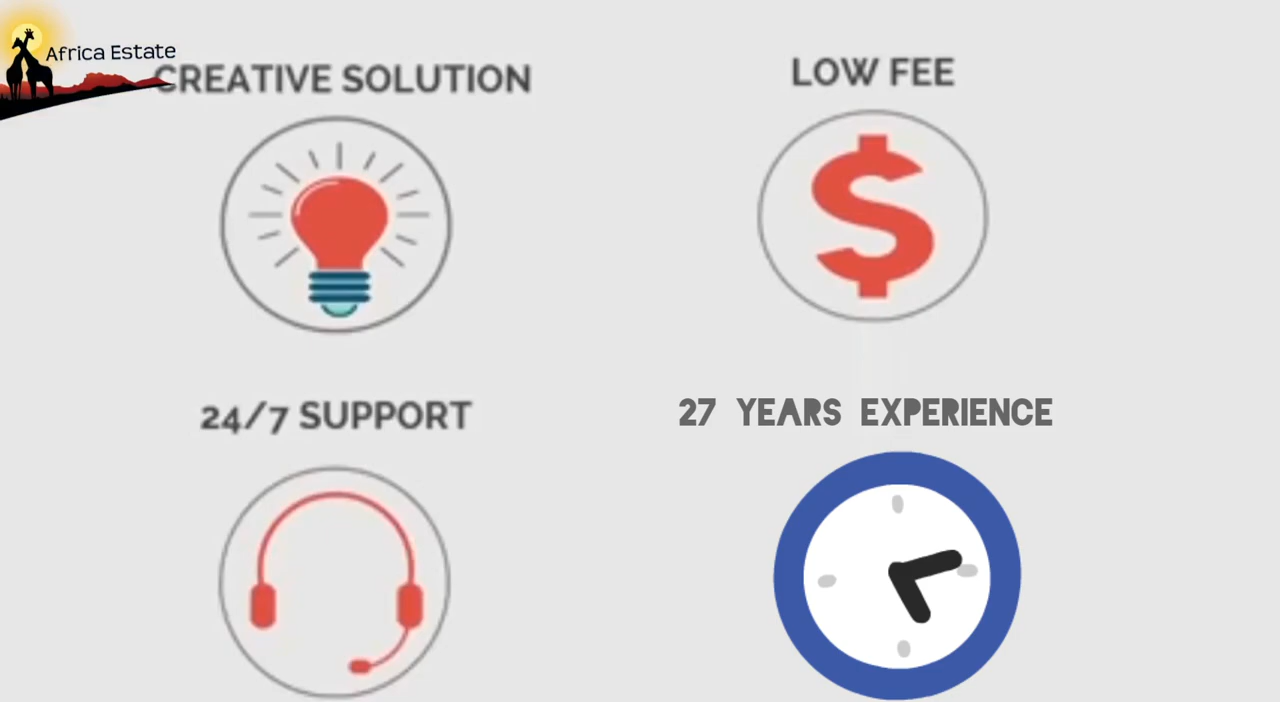 Africa Estate
CREATIVE SOLUTION
LOW FEE
24/7 SUPPORT
27 YEARS EXPERIENCE